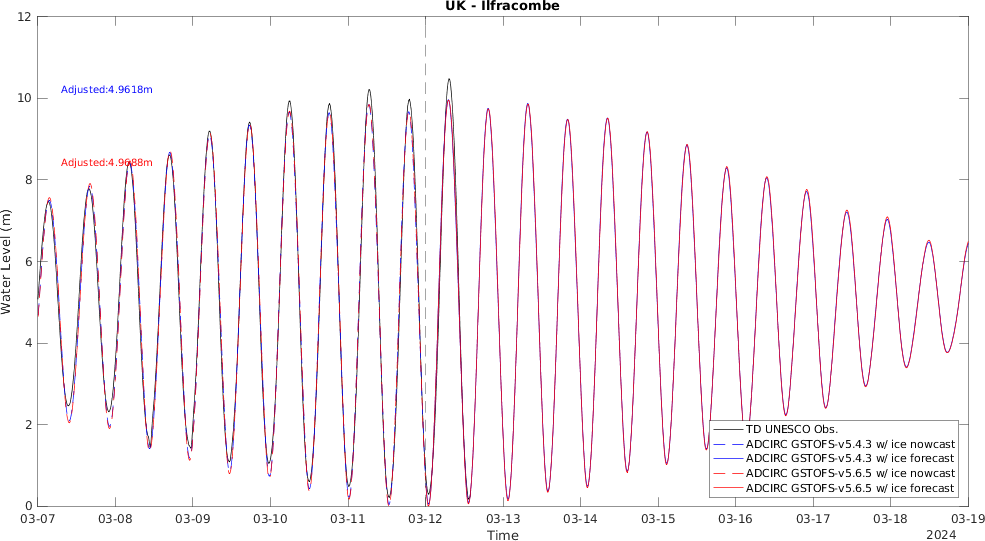 UK - Ilfracombe
12
10
8
6
4
2
0
Water Level (m)
Adjusted:4.9618m
Adjusted:4.9688m
TD UNESCO Obs.
ADCIRC GSTOFS-v5.4.3 w/ ice nowcast
ADCIRC GSTOFS-v5.4.3 w/ ice forecast
ADCIRC GSTOFS-v5.6.5 w/ ice nowcast
ADCIRC GSTOFS-v5.6.5 w/ ice forecast
03-07 03-08 03-09 03-10 03-11 03-12 03-13 03-14 03-15 03-16 03-17 03-18 03-19
Time
2024